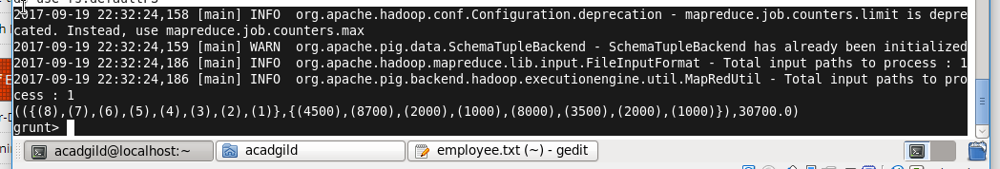 2017-09-19 22:32:24,158 [main] INFO  org.apache.hadoop.conf.Configuration.deprecation - mapreduce.job.counters.limit is depre
cated. Instead, use mapreduce.job.counters.max
2017-09-19 22:32:24,159 [main] WARN  org.apache.pig.data.SchemaTupleBackend - SchemaTupleBackend has already been initialized
2017-09-19 22:32:24,186 [main] INFO  org.apache.hadoop.mapreduce.lib.input.FileInputFormat - Total input paths to process : 1
2017-09-19 22:32:24,186 [main] INFO  org.apache.pig.backend.hadoop.executionengine.util.MapRedUtil - Total input paths to pro
cess : 1
(({(8),(7),(6),(5),(4),(3),(2),(1)},{(4500),(8700),(2000),(1000),(8000),(3500),(2000),(1000)}),30700.0)
grunt>
acadgild@localhost:~ acadgild employee.txt (~) - gedit